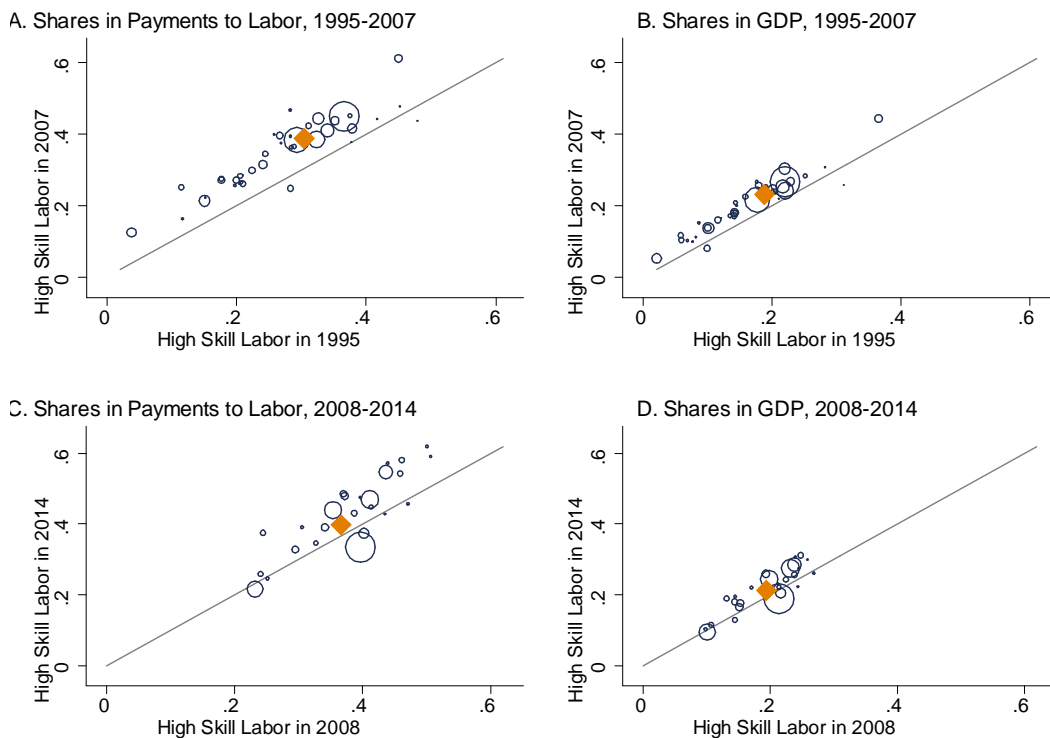 A. Shares in Payments to Labor, 1995-2007
High Skill Labor in 2007
0 .2 .4 .6
0 .2 .4 .6
High Skill Labor in 1995
B. Shares in GDP, 1995-2007
High Skill Labor in 2007
0 .2 .4 .6
0 .2 .4 .6
High Skill Labor in 1995
C. Shares in Payments to Labor, 2008-2014
High Skill Labor in 2014
0 .2 .4 .6
0 .2 .4 .6
High Skill Labor in 2008
D. Shares in GDP, 2008-2014
High Skill Labor in 2014
0 .2 .4 .6
0 .2 .4 .6
High Skill Labor in 2008